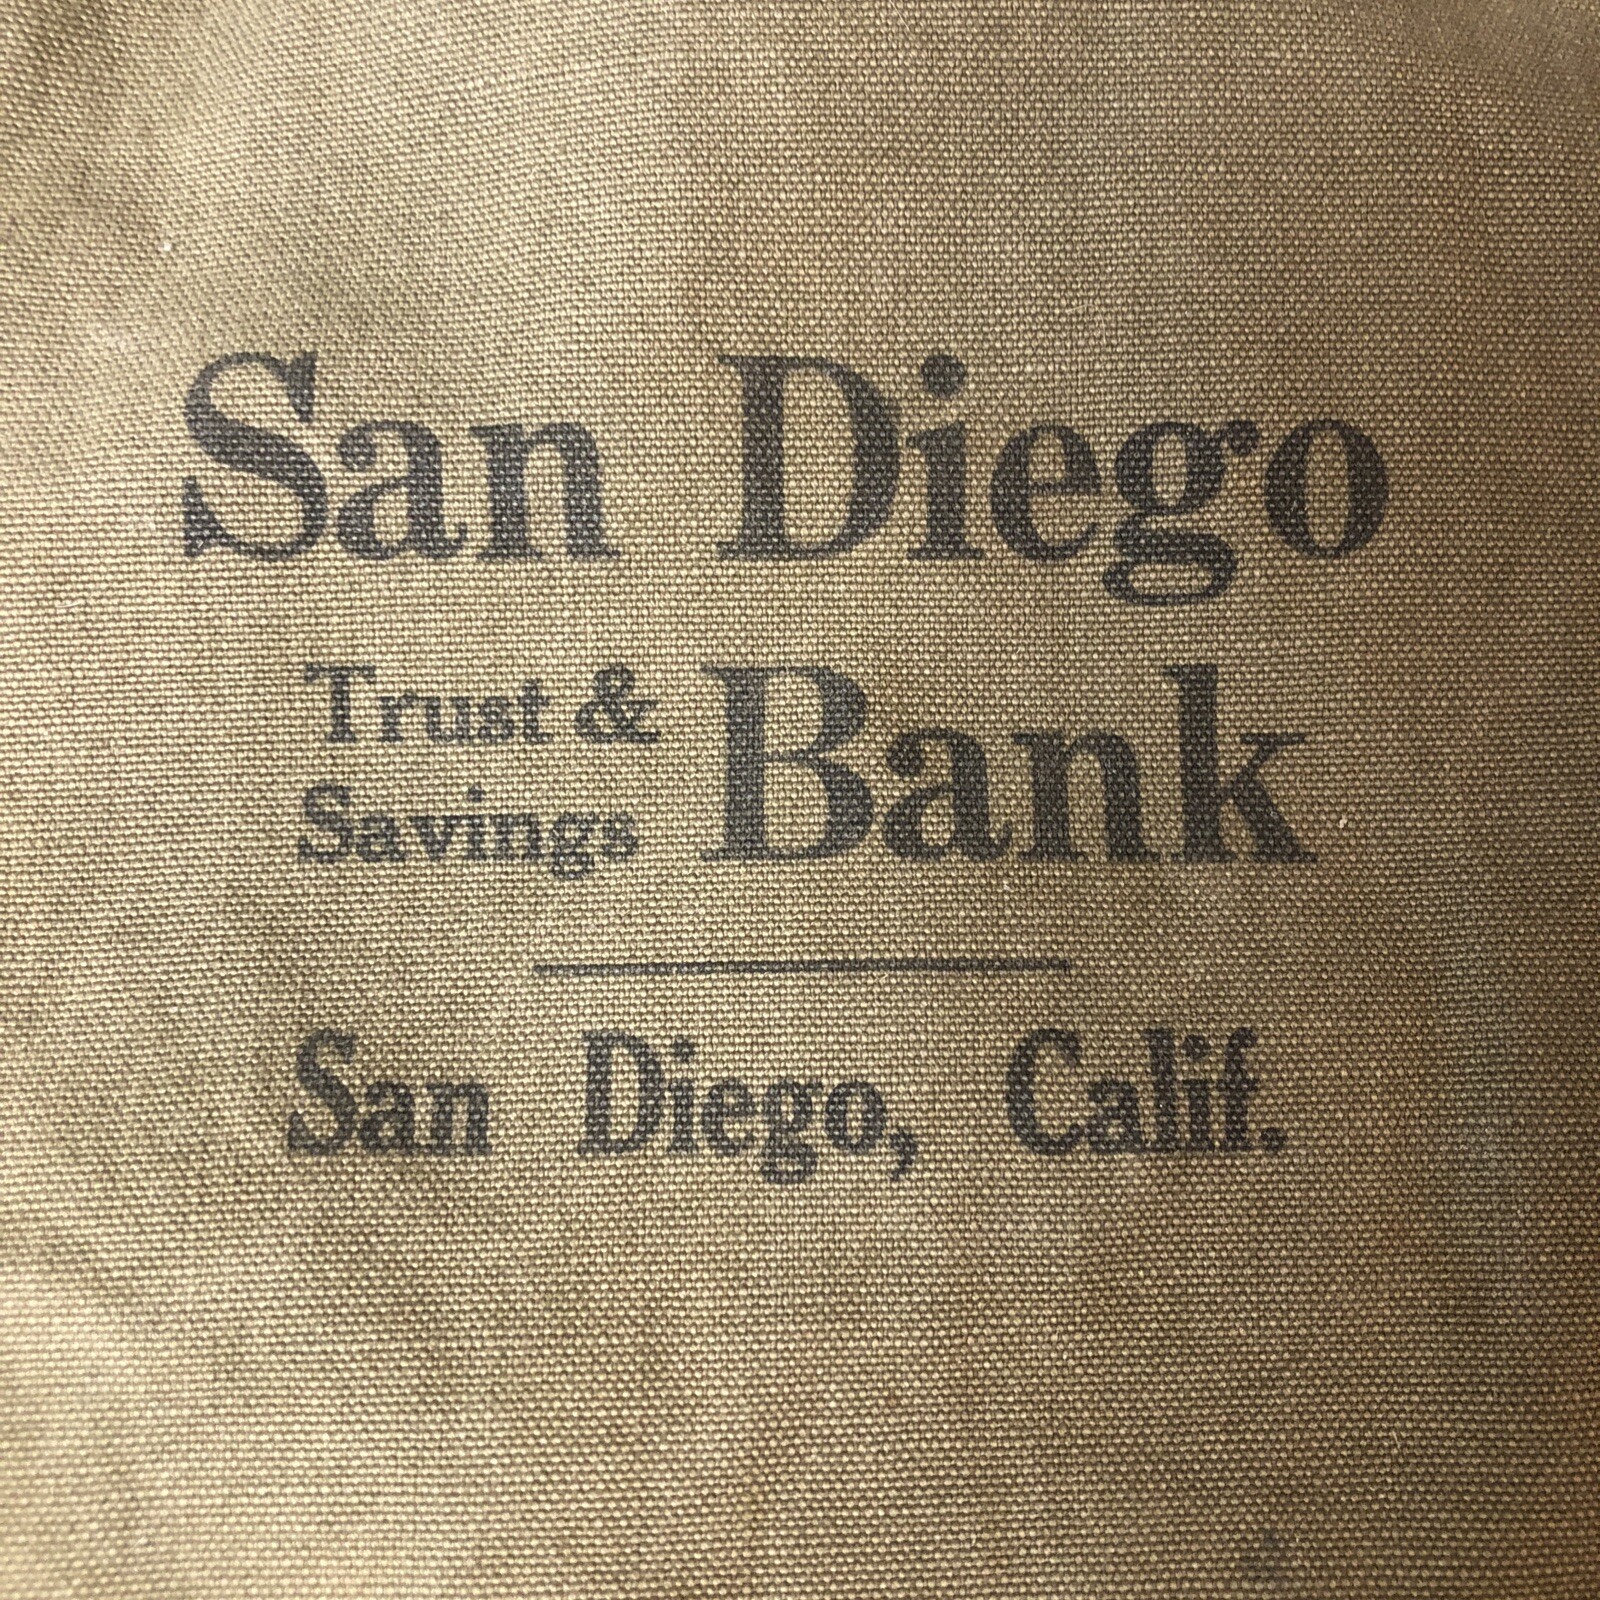 San Diego
Trust &
Savings
Bank
San Diego, Calif.